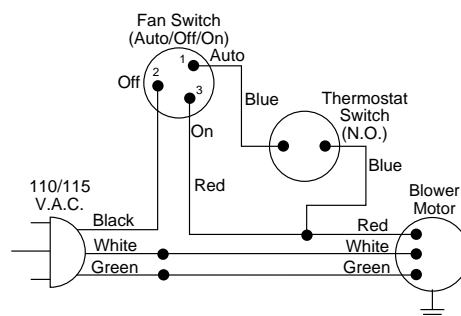 Fan Switch
(Auto/Off/On)
1
Auto
2
Off
3
On
Blue
Thermostat
Switch
(N.O.)
Blue
Red
110/115
V.A.C.
Blower
Motor
Black
Red
White
White
Green
Green